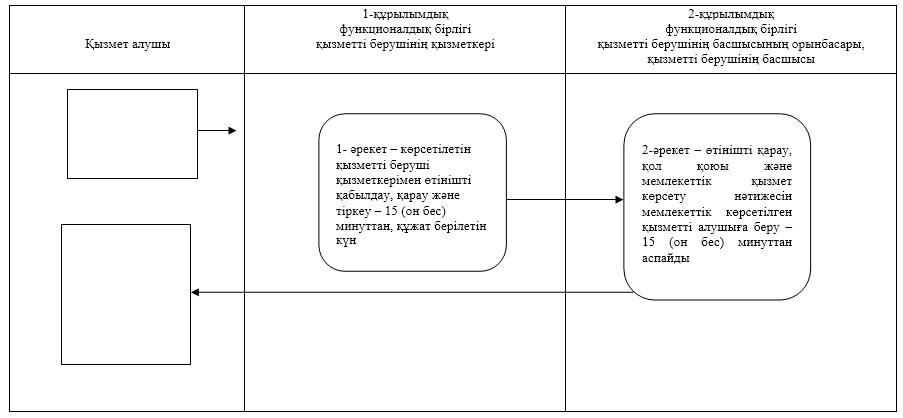 Қызмет алушы
1-құрылымдық
функционалдық бірлігі
қызметті берушінің қызметкері
2-құрылымдық
функционалдық бірлігі
қызметті берушінің басшысының орынбасары,
қызметті берушінің басшысы
1- әрекет – көрсетілетін
қызметті беруші
қызметкерімен өтінішті
қабылдау, қарау және
тіркеу – 15 (он бес)
минуттан, құжат берілетін
күн
2-әрекет – өтінішті қарау,
қол қоюы және
мемлекеттік қызмет
көрсету нәтижесін
мемлекеттік көрсетілген
қызметті алушыға беру –
15 (он бес) минуттан
аспайды